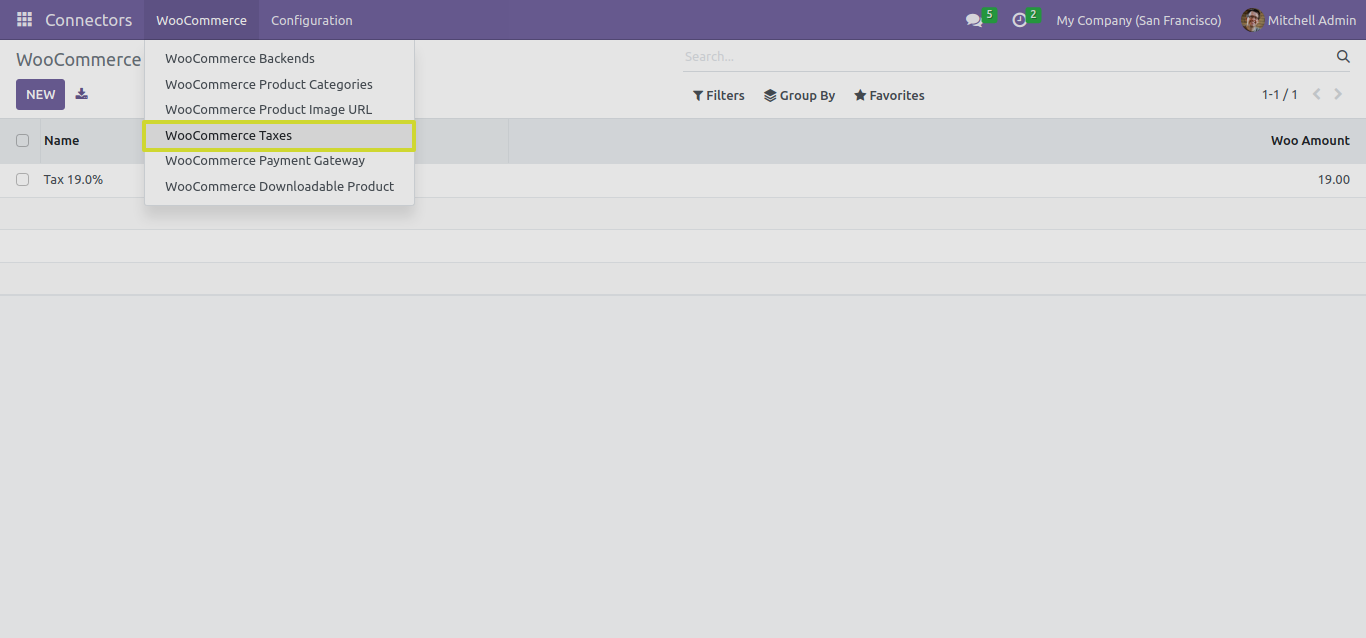 Connectors WooCommerce Configuration 5 2 My Company (San Francisco) Mitchell Admin
WooCommerce
Search...
NEW
Filters Group By Favorites 1-1 / 1
WooCommerce Backends
WooCommerce Product Categories
WooCommerce Product Image URL
WooCommerce Taxes
WooCommerce Payment Gateway
WooCommerce Downloadable Product
Name Woo Amount
Tax 19.0% 19.00